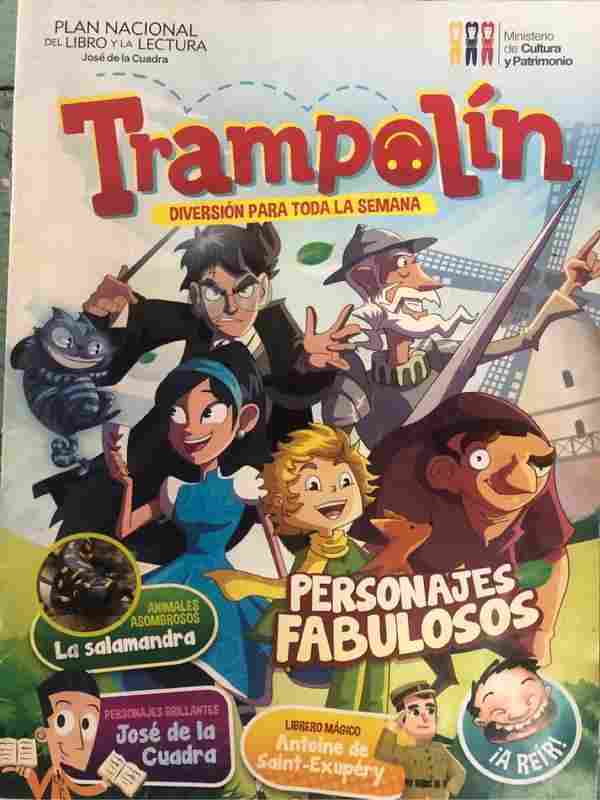 PLAN NACIONAL
DEL LIBRO Y LA LECTURA
José de la Cuadra
Ministerio
de Cultura
y Patrimonio
Trampolín
DIVERSIÓN PARA TODA LA SEMANA
PERSONAJES
FABULOSOS
ANIMALES
ASOMBROSOS
La salamandra
PERSONAJES BRILLANTES
José de la
Cuadra
LIBRERO MÁGICO
Antoine de
Saint-Exupéry
¡A REÍR!